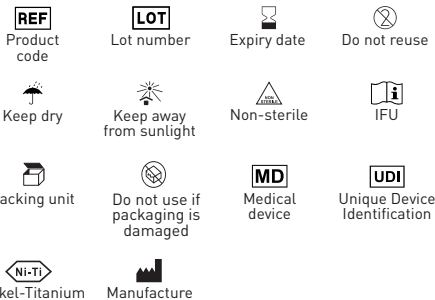 REF LOT
Product code
Lot number
Expiry date
Do not reuse
NON STERILE
Keep dry
Keep away from sunlight
Non-sterile
i
IFU
MD UDI
acking unit
Do not use if packaging is damaged
Medical device
Unique Device Identification
Ni-Ti
kel-Titanium
Manufacture